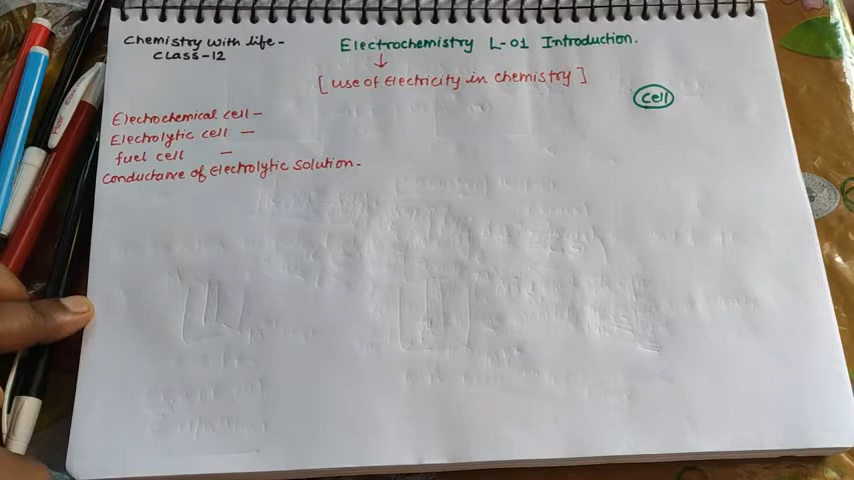 Chemistry with life-
Class-12
Electrochemistry L-01 Introduction.
↓
[use of Electricity in chemistry]
cell
Electrochemical cell -
Electrolytic cell -
fuel cell -
Conductance of Electrolytic solution.